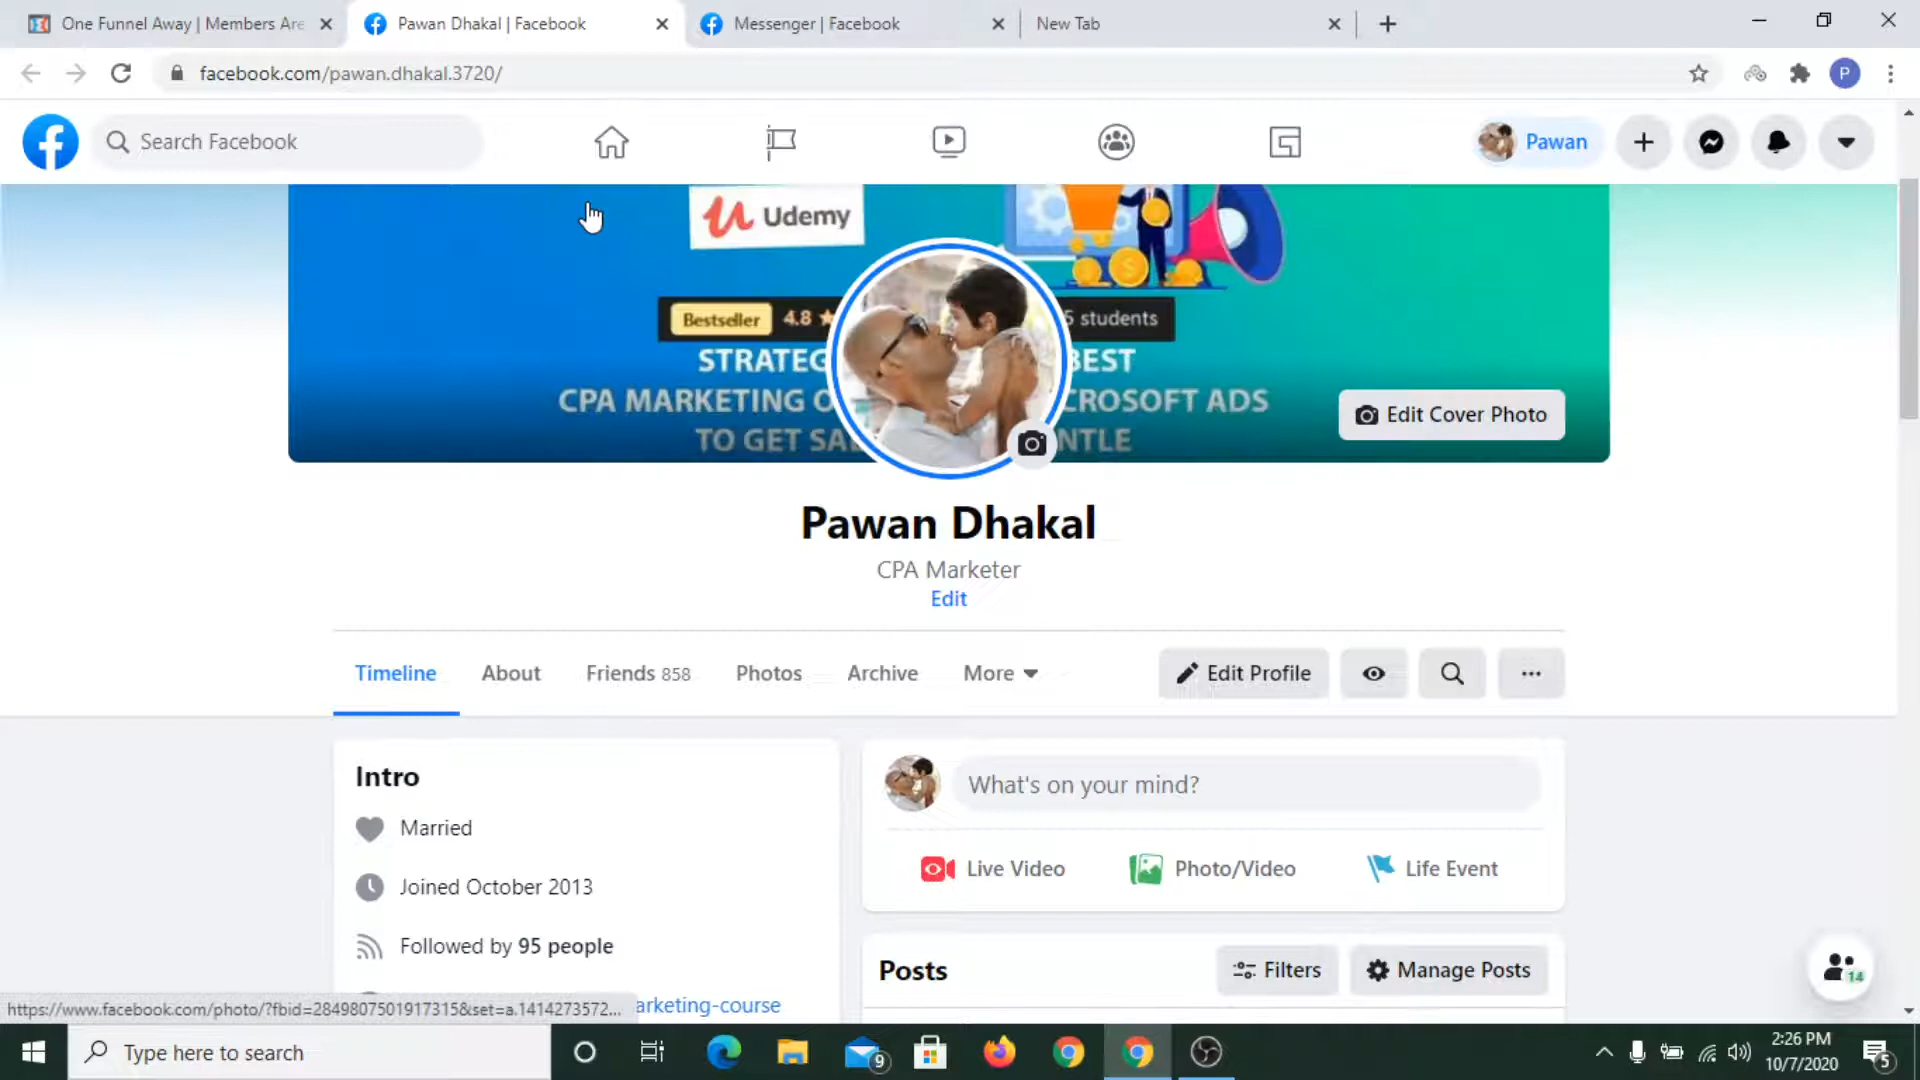 One Funnel Away | Members Are
Pawan Dhakal | Facebook
Messenger | Facebook
New Tab
facebook.com/pawan.dhakal.3720/
P
Search Facebook
Pawan
Udemy
Bestseller 4.8
5 students
STRATEG BEST
CPA MARKETING O CROSOFT ADS
TO GET SA NTLE
Edit Cover Photo
Pawan Dhakal
CPA Marketer
Edit
Timeline
About
Friends 858
Photos
Archive
More
Edit Profile
Intro
Married
Joined October 2013
Followed by 95 people
arketing-course
What's on your mind?
Live Video
Photo/Video
Life Event
Posts
Filters
Manage Posts
14
https://www.facebook.com/photo/?fbid=2849807501917315&set=a.1414273572...
Type here to search
9
2:26 PM
10/7/2020
5